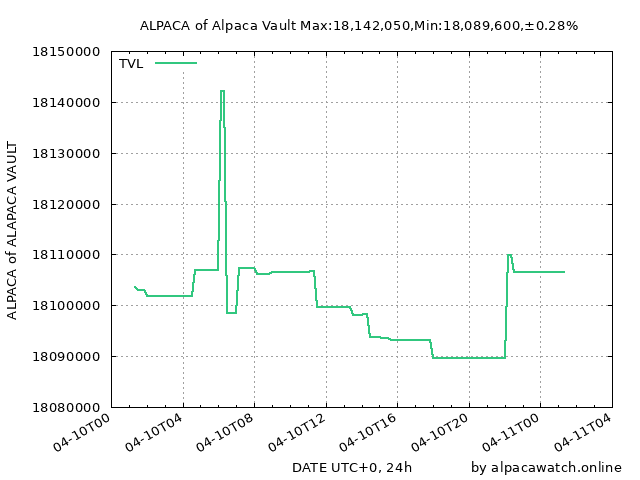 ALPACA of Alpaca Vault Max:18,142,050,Min:18,089,600,±0.28%
18150000
TVL
18140000
18130000
18120000
18110000
18100000
18090000
18080000
ALPACA of ALAPACA VAULT
04-10T00
04-10T04
04-10T08
04-10T12
04-10T16
04-10T20
04-11T00
04-11T04
DATE UTC+0, 24h
by alpacawatch.online